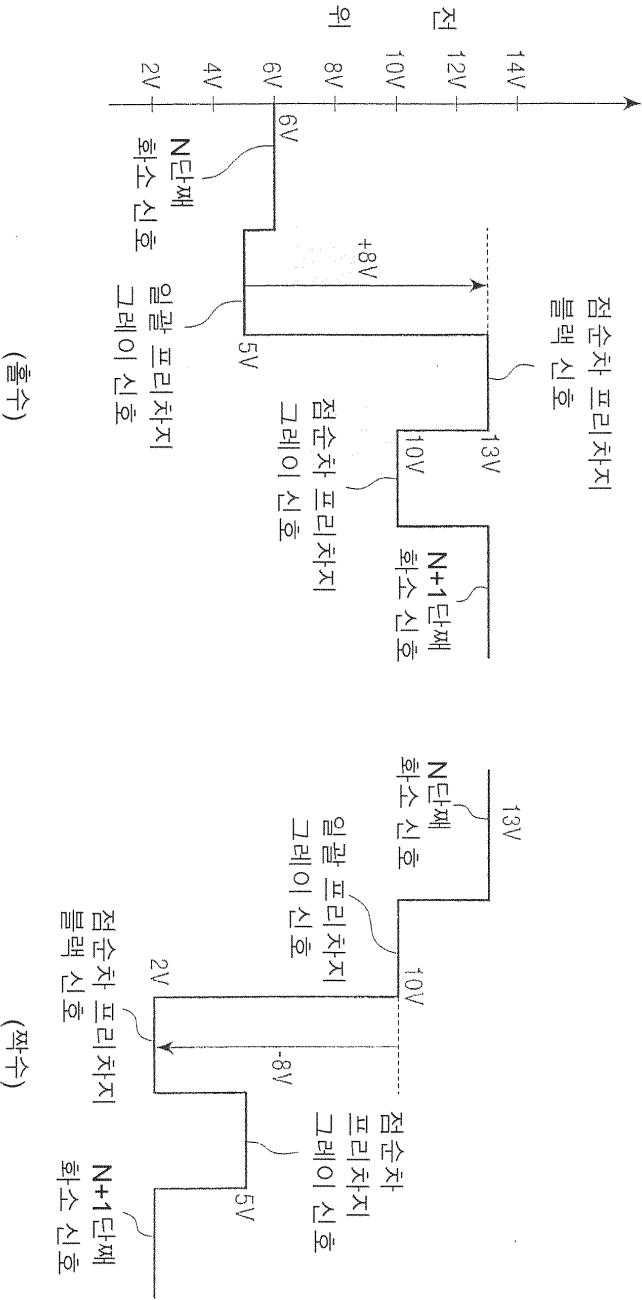 전 위
14V
12V
10V
8V
6V
4V
2V
6V
N단째
화소 신호
+8V
일괄 프리차지
그레이 신호
5V
점순차 프리차지
블랙 신호
13V
10V
점순차 프리차지
그레이 신호
N+1단째
화소 신호
(홀수)
13V
N단째
화소 신호
일괄 프리차지
그레이 신호
10V
2V
점순차 프리차지
블랙 신호
-8V
점순차
프리차지
그레이 신호
5V
N+1단째
화소 신호
(짝수)